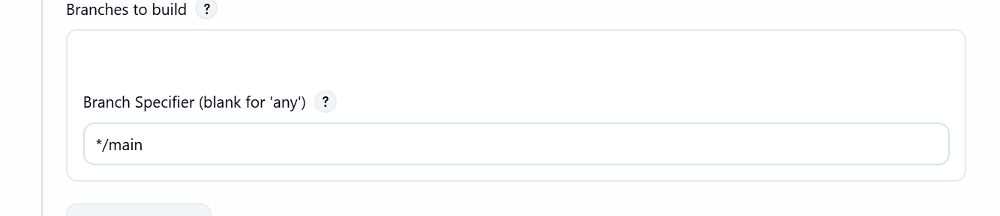 Branches to build ?
Branch Specifier (blank for 'any') ?
*/main